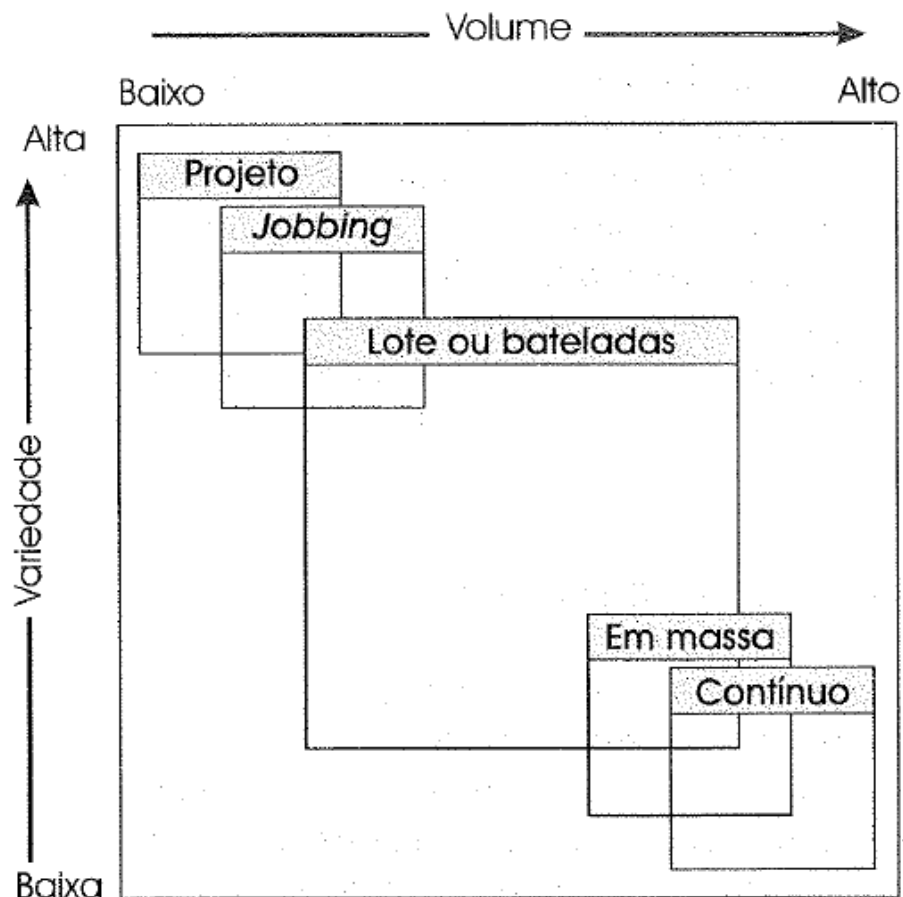 Volume
Baixo
Alto
Alta
Projeto
Jobbing
Lote ou bateladas
Variedade
Em massa
Contínuo
Baixa